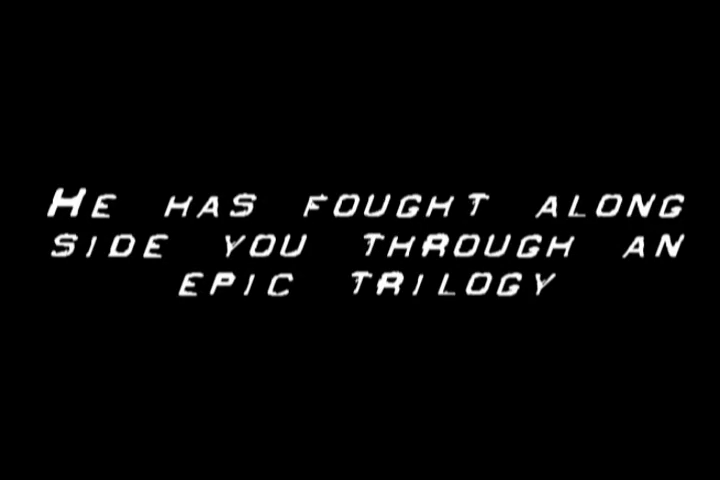 HE HAS FOUGHT ALONG
SIDE YOU THROUGH AN
EPIC TRILOGY